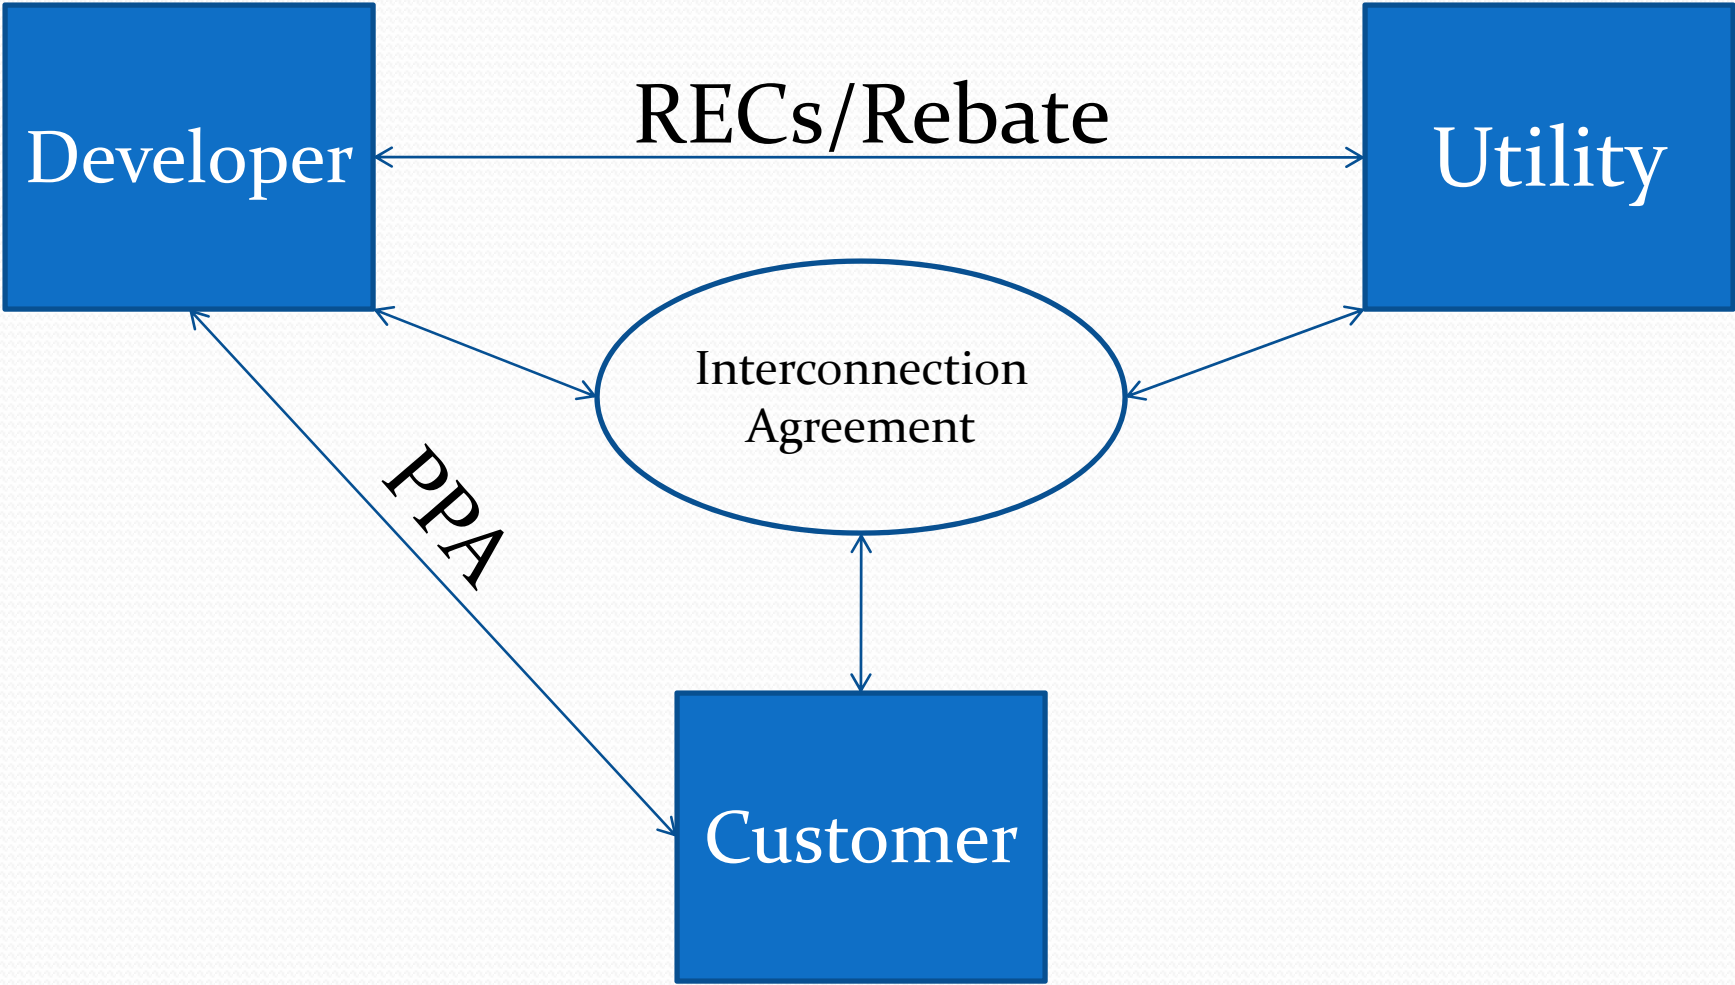 Developer
RECs/Rebate
Utility
Interconnection
Agreement
PPA
Customer